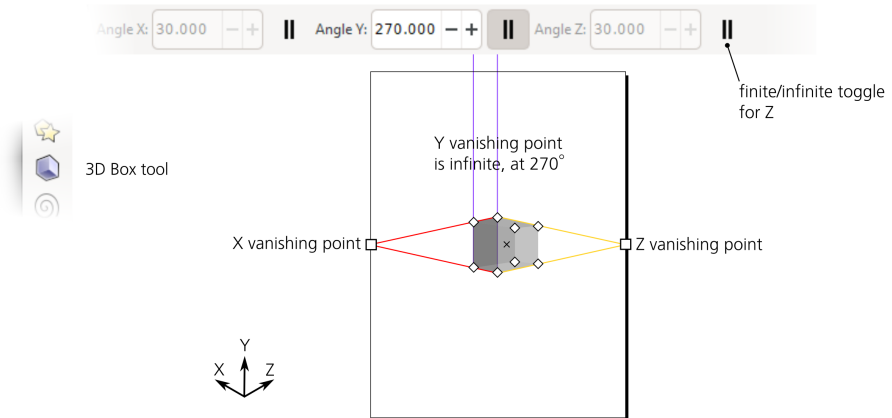 Angle X: 30.000 − + Angle Y: 270.000 − + Angle Z: 30.000 − +
finite/infinite toggle
for Z
Y vanishing point
is infinite, at 270°
3D Box tool
X vanishing point
Z vanishing point
Y
X
Z